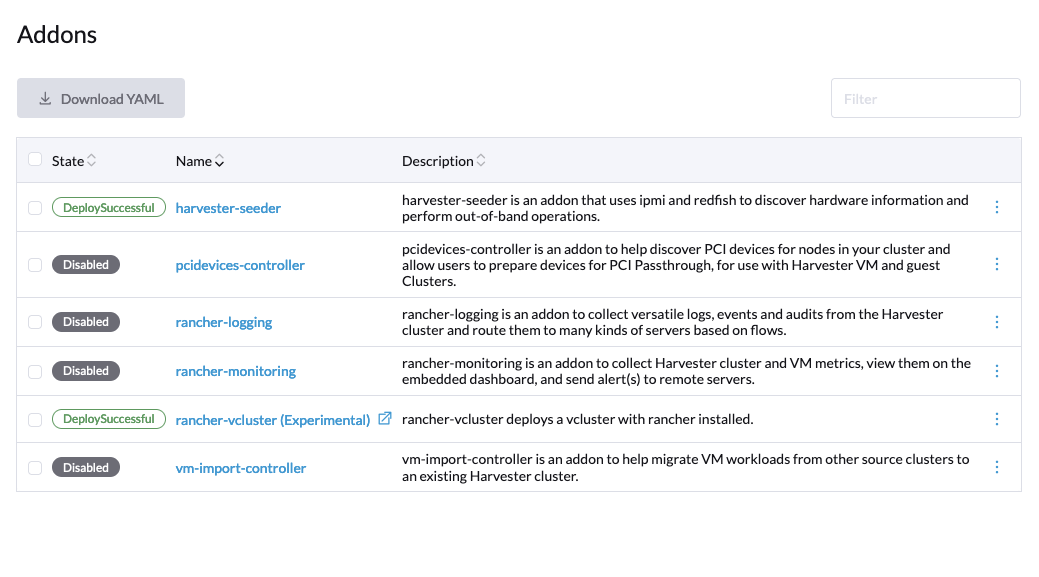 Addons
Download YAML
Filter
State Name Description
DeploySuccessful harvester-seeder harvester-seeder is an addon that uses ipmi and redfish to discover hardware information and
perform out-of-band operations.
Disabled pcidevices-controller pcidevices-controller is an addon to help discover PCI devices for nodes in your cluster and
allow users to prepare devices for PCI Passthrough, for use with Harvester VM and guest
Clusters.
Disabled rancher-logging rancher-logging is an addon to collect versatile logs, events and audits from the Harvester
cluster and route them to many kinds of servers based on flows.
Disabled rancher-monitoring rancher-monitoring is an addon to collect Harvester cluster and VM metrics, view them on the
embedded dashboard, and send alert(s) to remote servers.
DeploySuccessful rancher-vcluster (Experimental) rancher-vcluster deploys a vcluster with rancher installed.
Disabled vm-import-controller vm-import-controller is an addon to help migrate VM workloads from other source clusters to
an existing Harvester cluster.